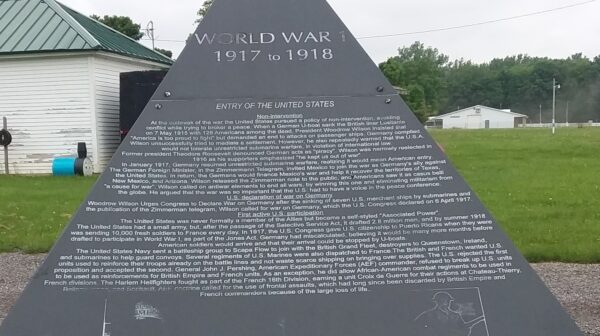 WORLD WAR 1
1917 to 1918
ENTRY OF THE UNITED STATES
Non-intervention
At the outbreak of the war the United States pursued a policy of non-intervention, avoiding
conflict while trying to broker a peace. When a German U-boat sank the British liner Lusitania
on 7 May 1915 with 128 Americans among the dead, President Woodrow Wilson insisted that
"America is too proud to fight" but demanded an end to attacks on passenger ships. Germany complied.
Wilson unsuccessfully tried to mediate a settlement. However, he also repeatedly warned that the U.S.A.
would not tolerate unrestricted submarine warfare, in violation of international law.
Former president Theodore Roosevelt denounced German acts as "piracy". Wilson was narrowly reelected in
1916 as his supporters emphasised "he kept us out of war".
In January 1917, Germany resumed unrestricted submarine warfare, realizing it would mean American entry.
The German Foreign Minister, in the Zimmermann Telegram, invited Mexico to join the war as Germany's ally against
the United States. In return, the Germans would finance Mexico's war and help it recover the territories of Texas,
New Mexico, and Arizona. Wilson released the Zimmerman note to the public, and Americans saw it as casus belli
"a cause for war". Wilson called on antiwar elements to end all wars, by winning this one and eliminating militarism from
the globe. He argued that the war was so important that the U.S. had to have a voice in the peace conference.
U.S. declaration of war on Germany
Woodrow Wilson Urges Congress to Declare War on Germany after the sinking of seven U.S. merchant ships by submarines and
the publication of the Zimmerman telegram, Wilson called for war on Germany, which the U.S. Congress declared on 6 April 1917.
First active U.S. participation
The United States was never formally a member of the Allies but became a self-styled "Associated Power".
The United States had a small army, but, after the passage of the Selective Service Act, it drafted 2.8 million men, and by summer 1918
was sending 10,000 fresh soldiers to France every day. In 1917, the U.S. Congress gave U.S. citizenship to Puerto Ricans when they were
drafted to participate in World War I, as part of the Jones Act. Germany had miscalculated, believing it would be many more months before
American soldiers would arrive and that their arrival could be stopped by U-boats.
The United States Navy sent a battleship group to Scapa Flow to join with the British Grand Fleet, destroyers to Queenstown, Ireland,
and submarines to help guard convoys. Several regiments of U.S. Marines were also dispatched to France. The British and French wanted U.S.
units used to reinforce their troops already on the battle lines and not waste scarce shipping on bringing over supplies. The U.S. rejected the first
proposition and accepted the second. General John J. Pershing, American Expeditionary Forces (AEF) commander, refused to break up U.S. units
to be used as reinforcements for British Empire and French units. As an exception, he did allow African-American combat regiments to be used in
French divisions. The Harlem Hellfighters fought as part of the French 16th Division, earning a unit Croix de Guerre for their actions at Chateau-Thierry,
called for the use of frontal assaults, which had long since been discarded by British Empire and
French commanders because of the large loss of life.